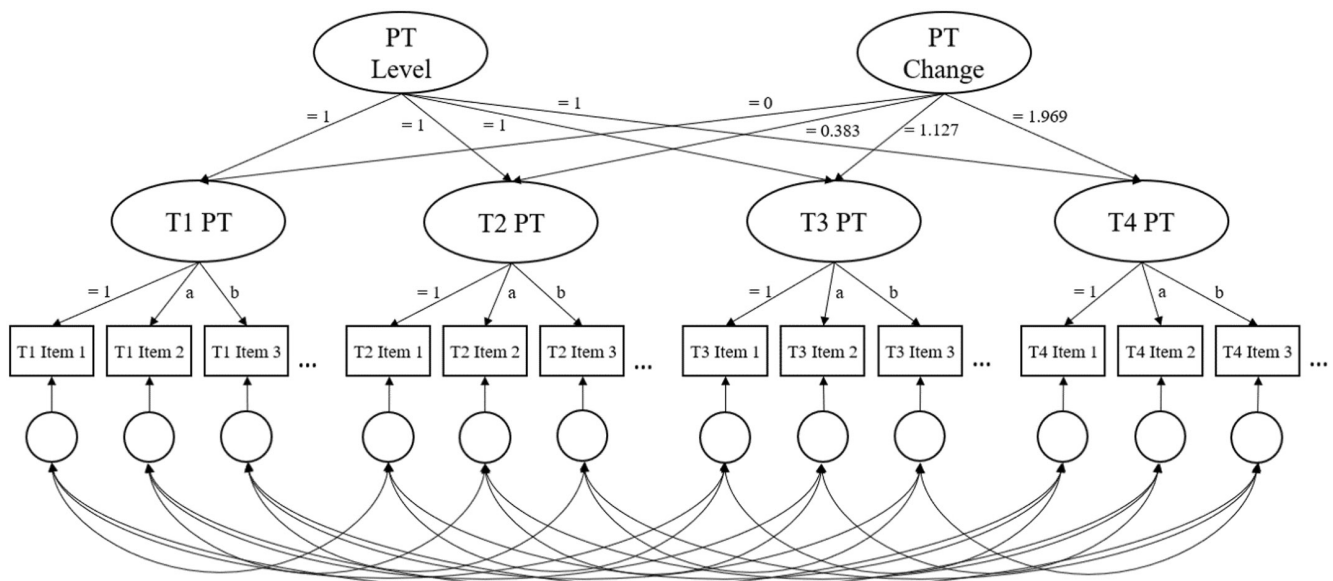 PT
Level
PT
Change
= 1
= 1
= 1
= 1
= 0
= 0.383
= 1.127
= 1.969
T1 PT
T2 PT
T3 PT
T4 PT
= 1
a
b
= 1
a
b
= 1
a
b
= 1
a
b
T1 Item 1
T1 Item 2
T1 Item 3
...
T2 Item 1
T2 Item 2
T2 Item 3
...
T3 Item 1
T3 Item 2
T3 Item 3
...
T4 Item 1
T4 Item 2
T4 Item 3
...